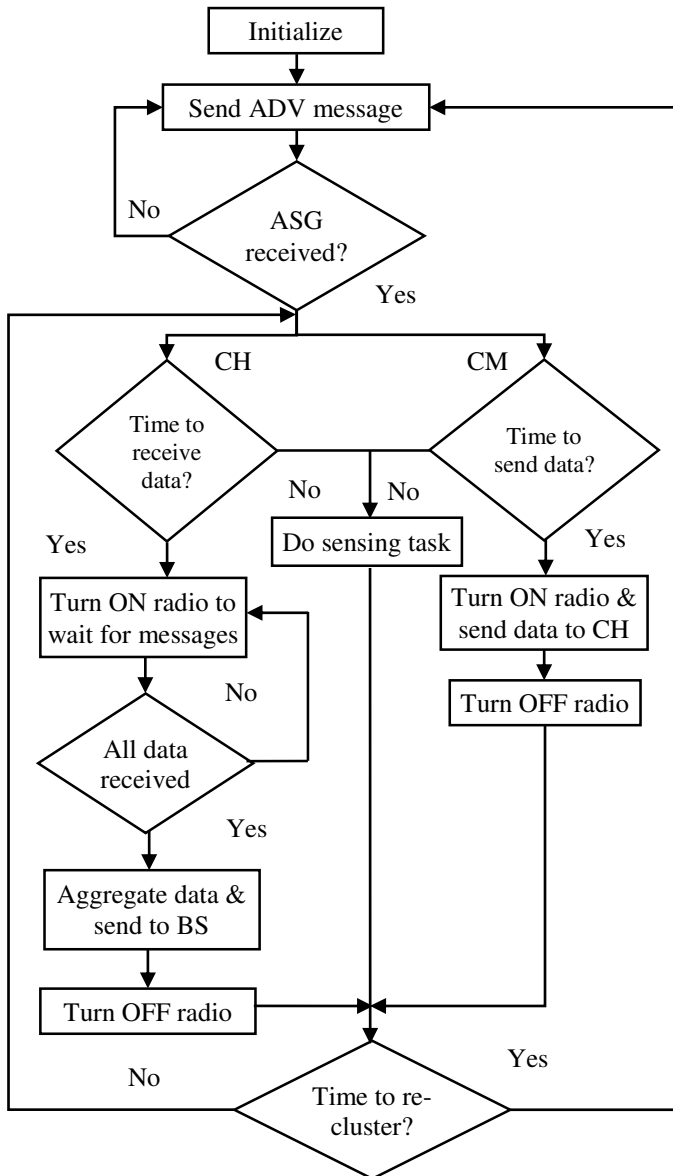 Initialize
Send ADV message
No
ASG
received?
Yes
CH
CM
Time to
receive
data?
Time to
send data?
No
No
Yes
Do sensing task
Yes
Turn ON radio to
wait for messages
Turn ON radio &
send data to CH
No
Turn OFF radio
All data
received
Yes
Aggregate data &
send to BS
Turn OFF radio
No
Yes
Time to re-
cluster?